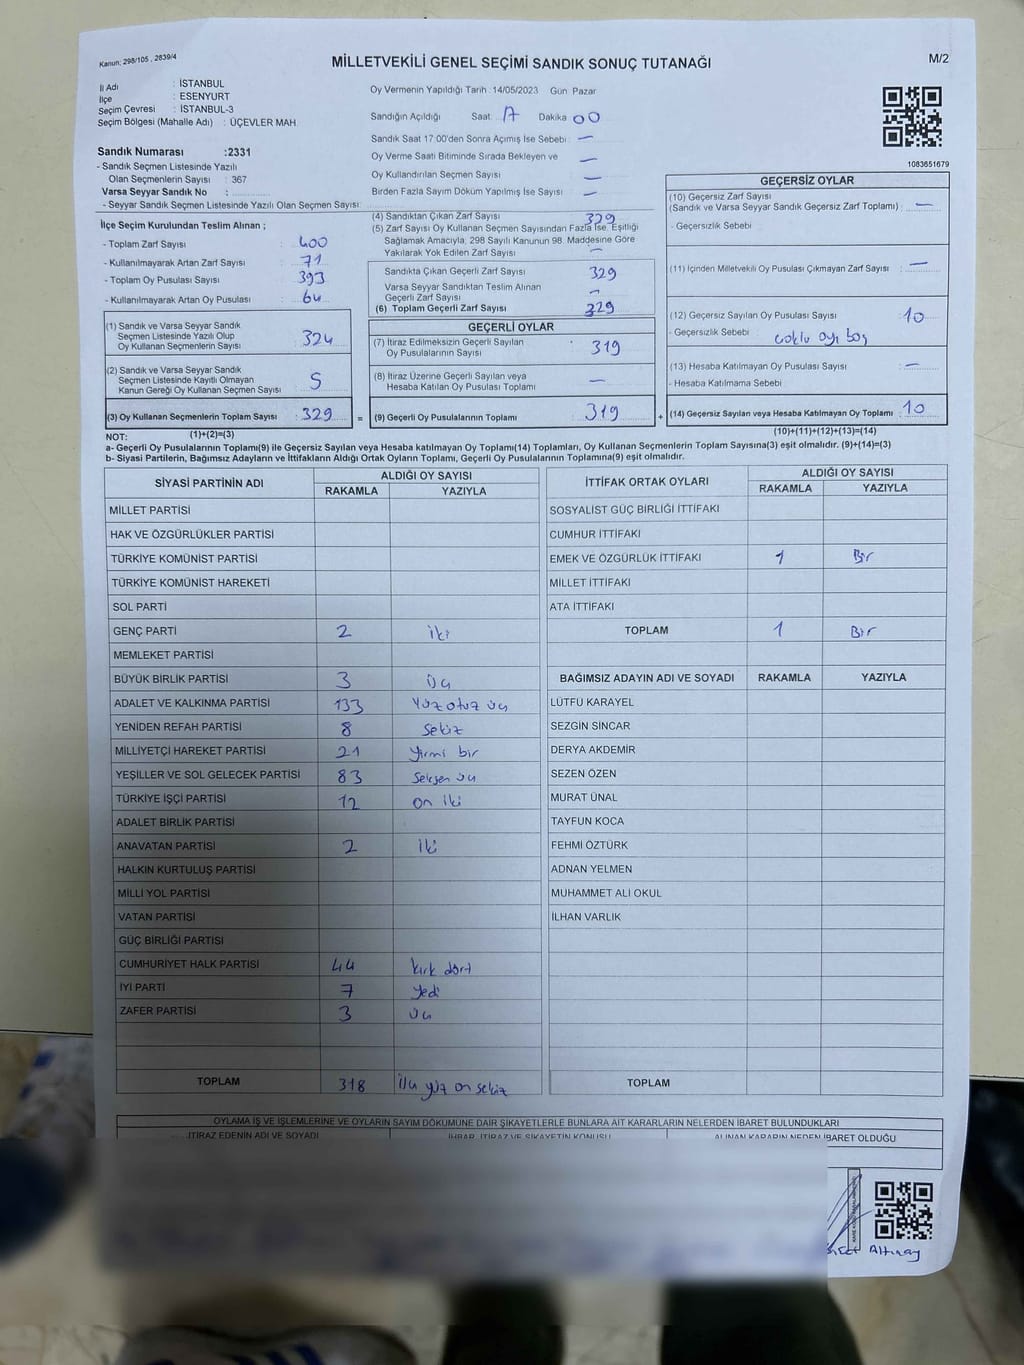 Kanun; 298/105 , 2839/4
MİLLETVEKİLİ GENEL SEÇİMİ SANDIK SONUÇ TUTANAĞI
M/2
İl Adı : İSTANBUL
İlçe : ESENYURT
Seçim Çevresi : İSTANBUL-3
Seçim Bölgesi (Mahalle Adı) : ÜÇEVLER MAH.
Oy Vermenin Yapıldığı Tarih : 14/05/2023 Gün: Pazar
Sandığın Açıldığı Saat: 17 Dakika 00
Sandık Saat 17.00'den Sonra Açımış İse Sebebi : —
Oy Verme Saati Bitiminde Sırada Bekleyen ve —
Oy Kullandırılan Seçmen Sayısı —
Birden Fazla Sayım Döküm Yapılmış İse Sayısı : —
1083651679
Sandık Numarası :2331
- Sandık Seçmen Listesinde Yazılı
Olan Seçmenlerin Sayısı : 367
Varsa Seyyar Sandık No :
- Seyyar Sandık Seçmen Listesinde Yazılı Olan Seçmen Sayısı:
İlçe Seçim Kurulundan Teslim Alınan ;
- Toplam Zarf Sayısı : 400
- Kullanılmayarak Artan Zarf Sayısı : 71
- Toplam Oy Pusulası Sayısı : 393
- Kullanılmayarak Artan Oy Pusulası : 64
(1) Sandık ve Varsa Seyyar Sandık
Seçmen Listesinde Yazılı Olup
Oy Kullanan Seçmenlerin Sayısı : 324
(2) Sandık ve Varsa Seyyar Sandık
Seçmen Listesinde Kayıtlı Olmayan
Kanun Gereği Oy Kullanan Seçmen Sayısı : 5
(3) Oy Kullanan Seçmenlerin Toplam Sayısı : 329 =
(1)+(2)=(3)
(4) Sandıktan Çıkan Zarf Sayısı 329
(5) Zarf Sayısı Oy Kullanan Seçmen Sayısından Fazla İse, Eşitliği
Sağlamak Amacıyla, 298 Sayılı Kanunun 98. Maddesine Göre
Yakılarak Yok Edilen Zarf Sayısı —
Sandıkta Çıkan Geçerli Zarf Sayısı 329
Varsa Seyyar Sandıktan Teslim Alınan
Geçerli Zarf Sayısı —
(6) Toplam Geçerli Zarf Sayısı : 329
GEÇERLİ OYLAR
(7) İtiraz Edilmeksizin Geçerli Sayılan
Oy Pusulalarının Sayısı : 319
(8) İtiraz Üzerine Geçerli Sayılan veya
Hesaba Katılan Oy Pusulası Toplamı —
(9) Geçerli Oy Pusulalarının Toplamı : 319 +
GEÇERSİZ OYLAR
(10) Geçersiz Zarf Sayısı
(Sandık ve Varsa Seyyar Sandık Geçersiz Zarf Toplamı) : —
- Geçersizlik Sebebi
(11) İçinden Milletvekili Oy Pusulası Çıkmayan Zarf Sayısı : —
(12) Geçersiz Sayılan Oy Pusulası Sayısı : 10
- Geçersizlik Sebebi : çoklu oy, boş
(13) Hesaba Katılmayan Oy Pusulası Sayısı : —
- Hesaba Katılmama Sebebi
(14) Geçersiz Sayılan veya Hesaba Katılmayan Oy Toplamı : 10
(10)+(11)+(12)+(13)=(14)
NOT:
a- Geçerli Oy Pusulalarının Toplamı(9) ile Geçersiz Sayılan veya Hesaba katılmayan Oy Toplamı(14) Toplamları, Oy Kullanan Seçmenlerin Toplam Sayısına(3) eşit olmalıdır. (9)+(14)=(3)
b- Siyasi Partilerin, Bağımsız Adayların ve İttifakların Aldığı Ortak Oyların Toplamı, Geçerli Oy Pusulalarının Toplamına(9) eşit olmalıdır.
SİYASİ PARTİNİN ADI ALDIĞI OY SAYISI
RAKAMLA YAZIYLA
MİLLET PARTİSİ
HAK VE ÖZGÜRLÜKLER PARTİSİ
TÜRKİYE KOMÜNİST PARTİSİ
TÜRKİYE KOMÜNİST HAREKETİ
SOL PARTİ
GENÇ PARTİ 2 iki
MEMLEKET PARTİSİ
BÜYÜK BİRLİK PARTİSİ 3 üç
ADALET VE KALKINMA PARTİSİ 133 Yüz otuz üç
YENİDEN REFAH PARTİSİ 8 sekiz
MİLLİYETÇİ HAREKET PARTİSİ 21 yirmi bir
YEŞİLLER VE SOL GELECEK PARTİSİ 83 Seksen üç
TÜRKİYE İŞÇİ PARTİSİ 12 on iki
ADALET BİRLİK PARTİSİ
ANAVATAN PARTİSİ 2 iki
HALKIN KURTULUŞ PARTİSİ
MİLLİ YOL PARTİSİ
VATAN PARTİSİ
GÜÇ BİRLİĞİ PARTİSİ
CUMHURİYET HALK PARTİSİ 44 kırk dört
İYİ PARTİ 7 yedi
ZAFER PARTİSİ 3 üç
TOPLAM 318 üç yüz on sekiz
İTTİFAK ORTAK OYLARI ALDIĞI OY SAYISI
RAKAMLA YAZIYLA
SOSYALİST GÜÇ BİRLİĞİ İTTİFAKI
CUMHUR İTTİFAKI
EMEK VE ÖZGÜRLÜK İTTİFAKI 1 Bir
MİLLET İTTİFAKI
ATA İTTİFAKI
TOPLAM 1 Bir
BAĞIMSIZ ADAYIN ADI VE SOYADI RAKAMLA YAZIYLA
LÜTFÜ KARAYEL
SEZGİN SİNCAR
DERYA AKDEMİR
SEZEN ÖZEN
MURAT ÜNAL
TAYFUN KOCA
FEHMİ ÖZTÜRK
ADNAN YELMEN
MUHAMMET ALİ OKUL
İLHAN VARLIK
TOPLAM
OYLAMA İŞ VE İŞLEMLERİNE VE OYLARIN SAYIM DÖKÜMÜNE DAİR ŞİKAYETLERLE BUNLARA AİT KARARLARIN NELERDEN İBARET BULUNDUKLARI
İTİRAZ EDENİN ADI VE SOYADI İHBAR, İTİRAZ VE ŞİKAYETİN KONUSU ALINAN KARARIN NEDEN İBARET OLDUĞU
Altınay